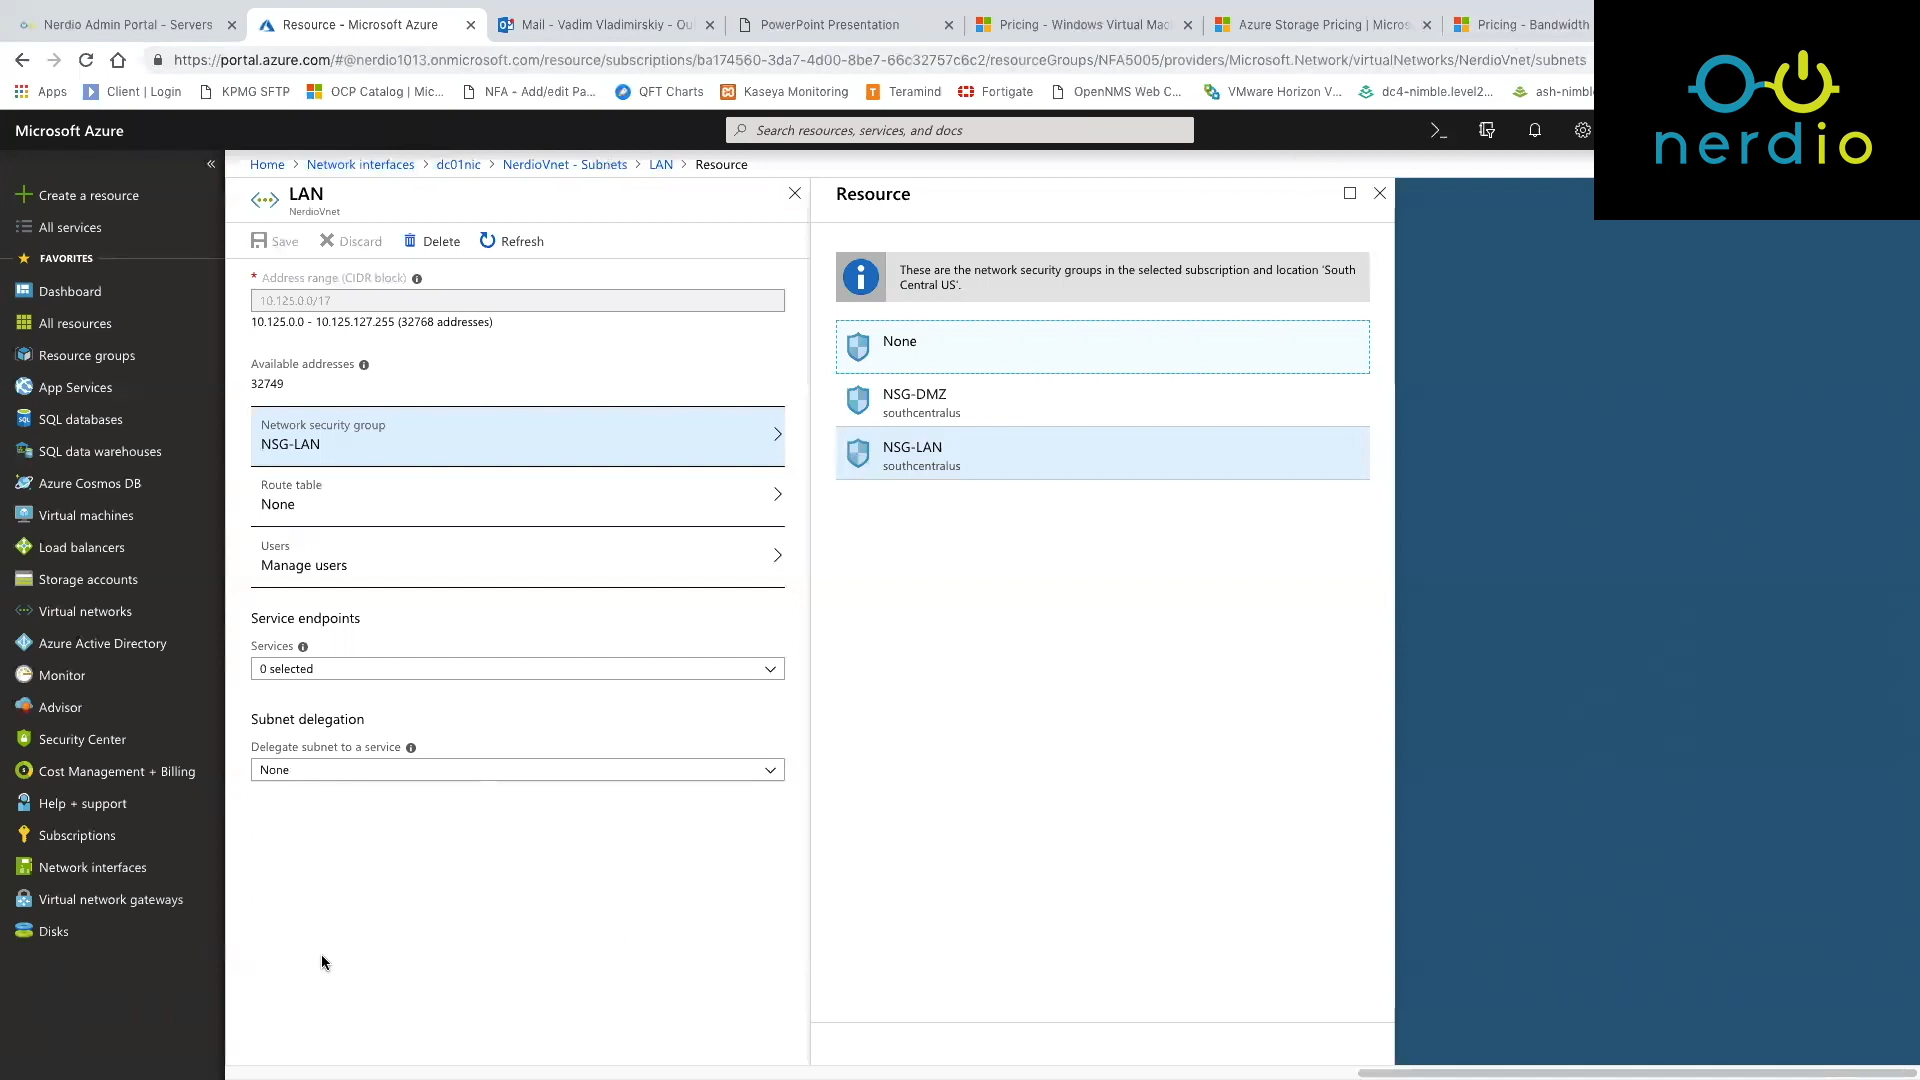 Nerdio Admin Portal - Servers
Resource - Microsoft Azure
Mail - Vadim Vladimirskiy - Ou
PowerPoint Presentation
Pricing - Windows Virtual Mac
Azure Storage Pricing | Micros
Pricing - Bandwidth
https://portal.azure.com/#@nerdio1013.onmicrosoft.com/resource/subscriptions/ba174560-3da7-4d00-8be7-66c32757c6c2/resourceGroups/NFA5005/providers/Microsoft.Network/virtualNetworks/NerdioVnet/subnets
Apps
Client | Login
KPMG SFTP
OCP Catalog | Mic...
NFA - Add/edit Pa...
QFT Charts
Kaseya Monitoring
Teramind
Fortigate
OpenNMS Web C...
VMware Horizon V...
dc4-nimble.level2...
ash-nimbl
nerdio
Microsoft Azure
Search resources, services, and docs
Home > Network interfaces > dc01nic > NerdioVnet - Subnets > LAN > Resource
Create a resource
All services
FAVORITES
Dashboard
All resources
Resource groups
App Services
SQL databases
SQL data warehouses
Azure Cosmos DB
Virtual machines
Load balancers
Storage accounts
Virtual networks
Azure Active Directory
Monitor
Advisor
Security Center
Cost Management + Billing
Help + support
Subscriptions
Network interfaces
Virtual network gateways
Disks
LAN
NerdioVnet
Save
Discard
Delete
Refresh
* Address range (CIDR block)
10.125.0.0/17
10.125.0.0 - 10.125.127.255 (32768 addresses)
Available addresses
32749
Network security group
NSG-LAN
Route table
None
Users
Manage users
Service endpoints
Services
0 selected
Subnet delegation
Delegate subnet to a service
None
Resource
These are the network security groups in the selected subscription and location 'South
Central US'.
None
NSG-DMZ
southcentralus
NSG-LAN
southcentralus